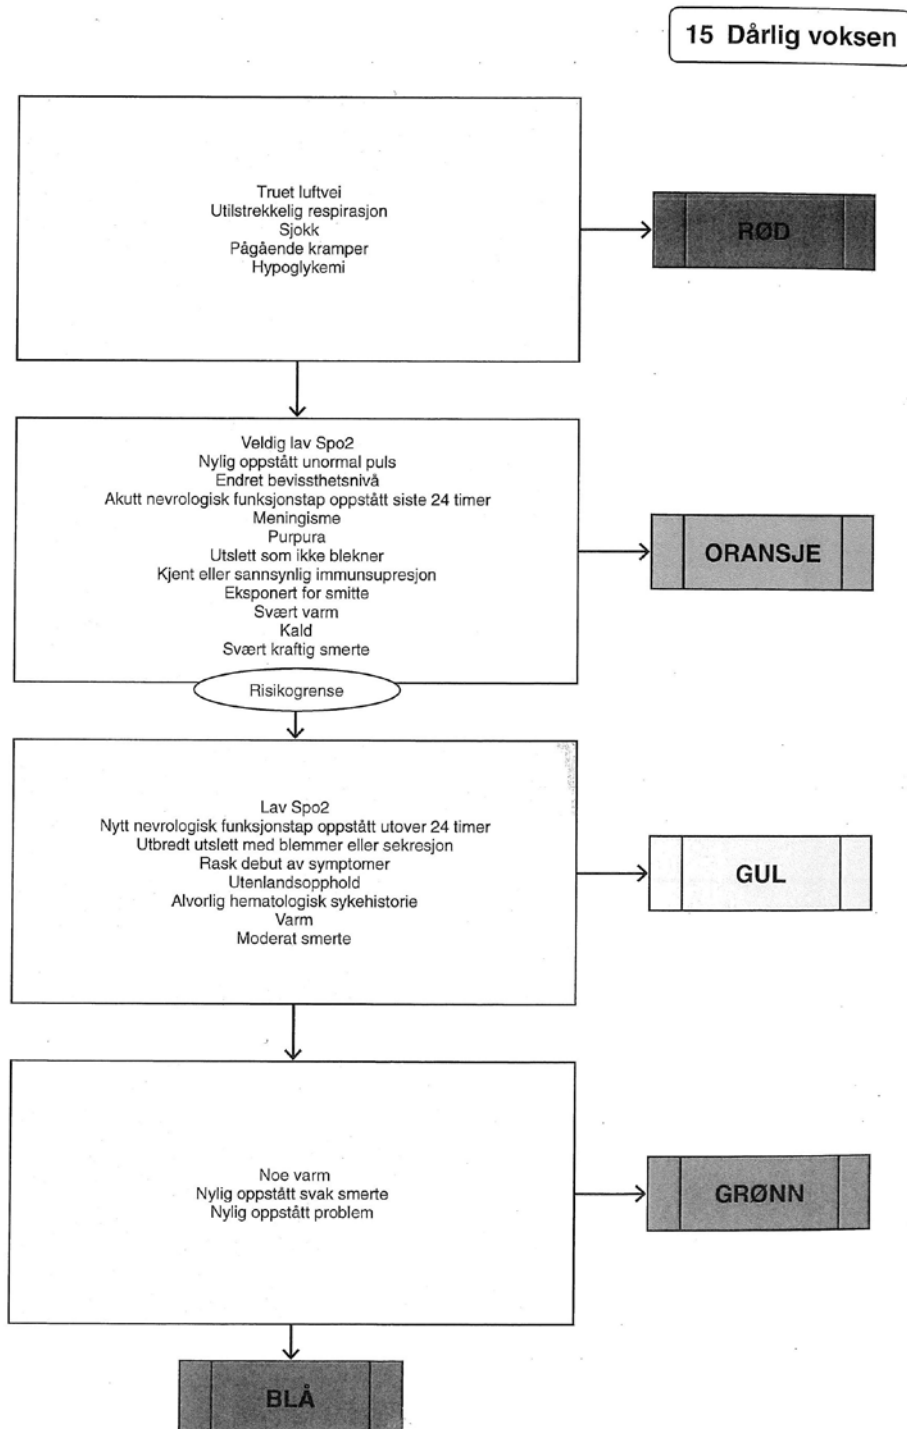 15 Dårlig voksen
Truet luftvei
Utilstrekkelig respirasjon
Sjokk
Pågående kramper
Hypoglykemi
RØD
Veldig lav Spo2
Nylig oppstått unormal puls
Endret bevissthetsnivå
Akutt nevrologisk funksjonstap oppstått siste 24 timer
Meningisme
Purpura
Utslett som ikke blekner
Kjent eller sannsynlig immunsupresjon
Eksponert for smitte
Svært varm
Kald
Svært kraftig smerte
ORANSJE
Risikogrense
Lav Spo2
Nytt nevrologisk funksjonstap oppstått utover 24 timer
Utbredt utslett med blemmer eller sekresjon
Rask debut av symptomer
Utenlandsopphold
Alvorlig hematologisk sykehistorie
Varm
Moderat smerte
GUL
Noe varm
Nylig oppstått svak smerte
Nylig oppstått problem
GRØNN
BLÅ